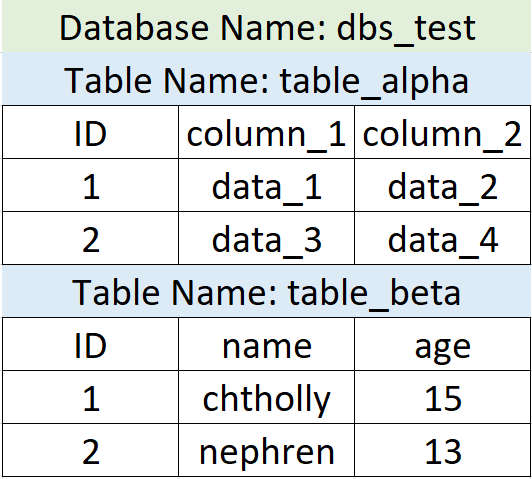 Database Name: dbs_test
Table Name: table_alpha
ID column_1 column_2
1 data_1 data_2
2 data_3 data_4
Table Name: table_beta
ID name age
1 chtholly 15
2 nephren 13